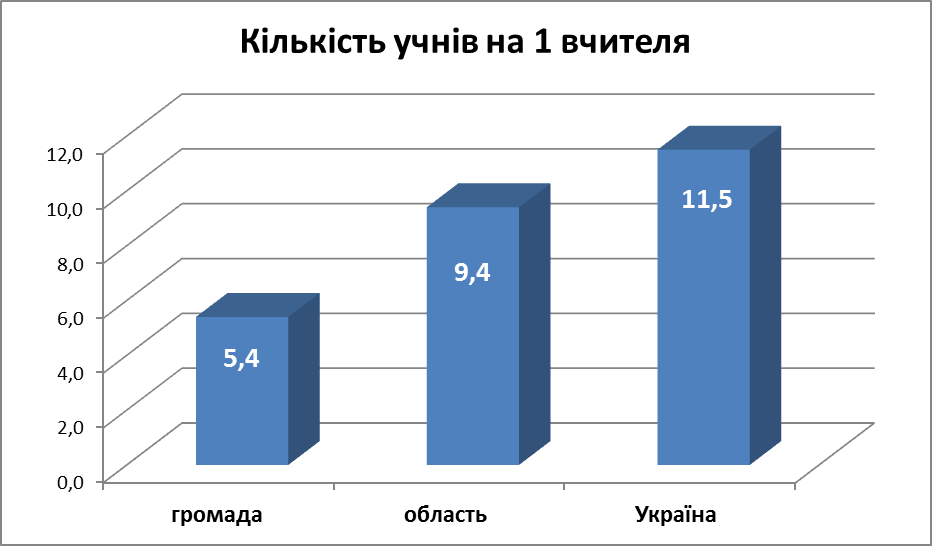 Кількість учнів на 1 вчителя
12,0
10,0
8,0
6,0
4,0
2,0
0,0
5,4
9,4
11,5
громада
область
Україна